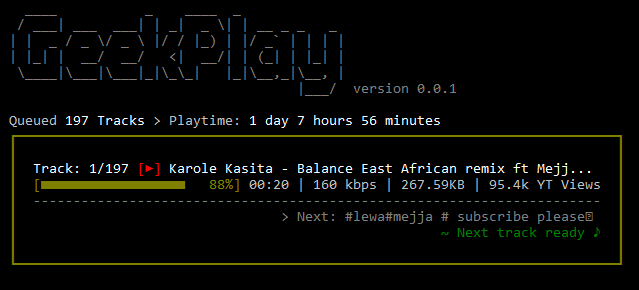 GeekPlay
version 0.0.1
Queued 197 Tracks > Playtime: 1 day 7 hours 56 minutes
Track: 1/197 [►] Karole Kasita - Balance East African remix ft Mejj...
[ 88%] 00:20 | 160 kbps | 267.59KB | 95.4k YT Views
> Next: #lewa#mejja # subscribe please
~ Next track ready ♪